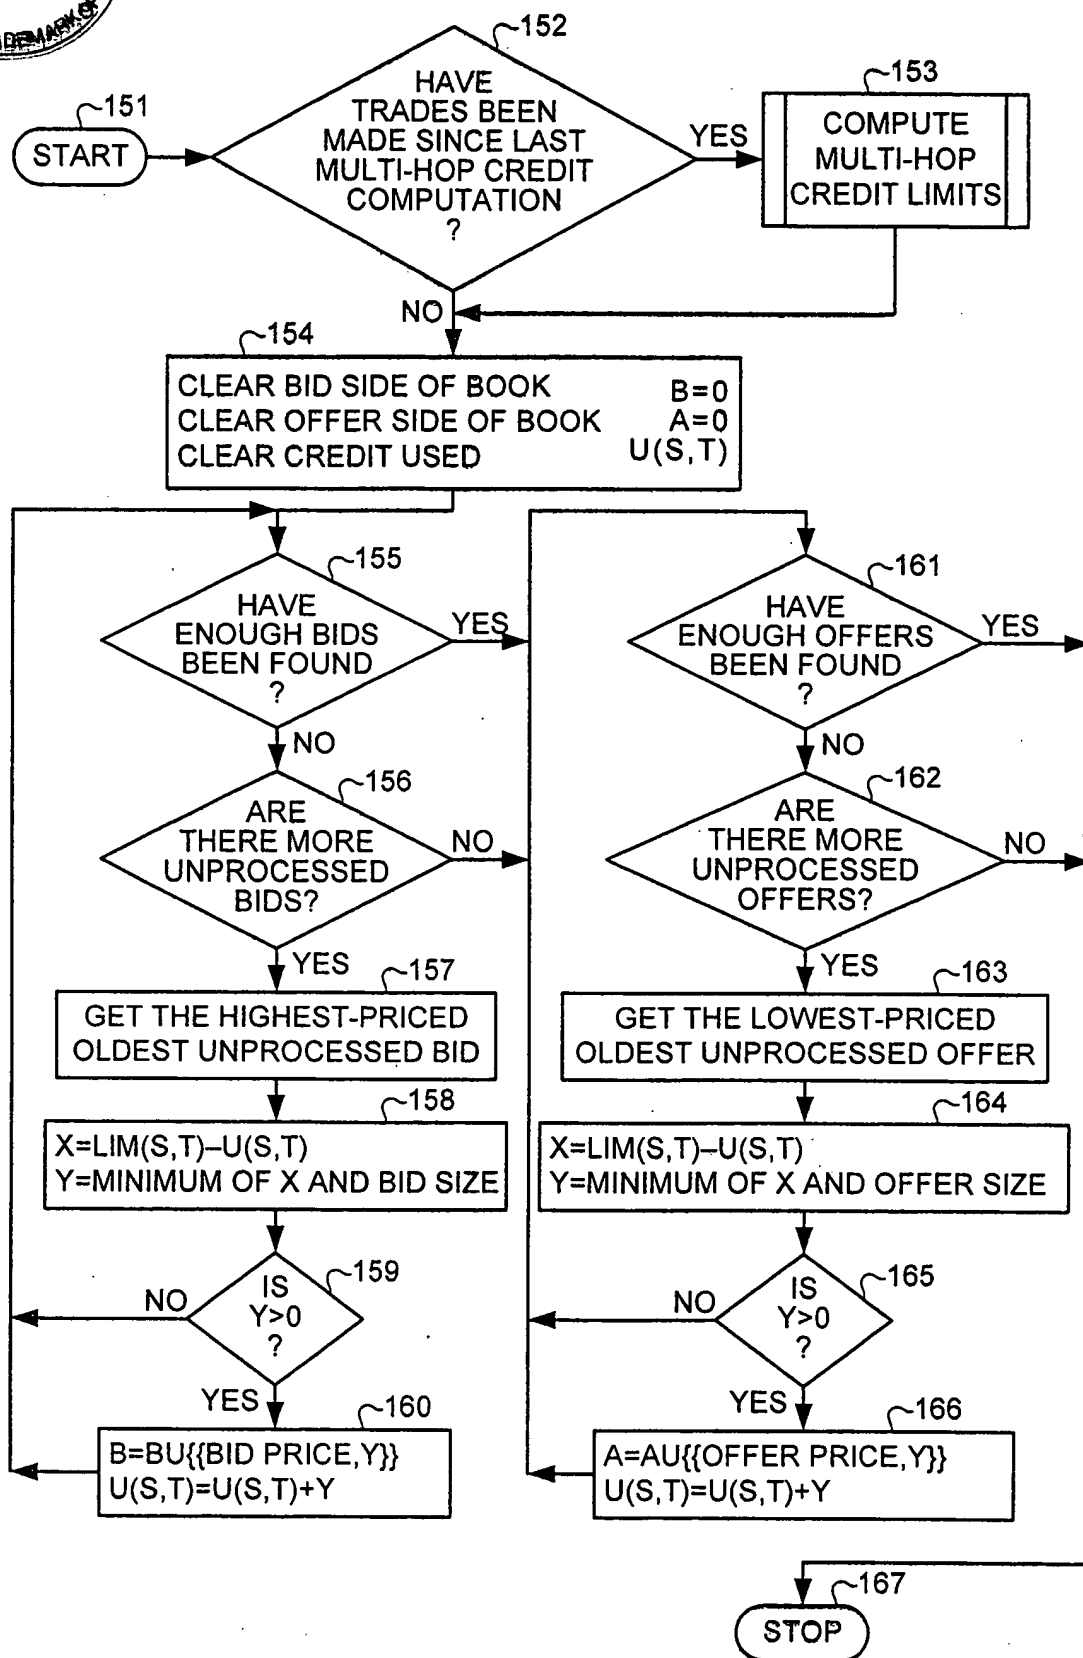 152
HAVE
TRADES BEEN
MADE SINCE LAST
MULTI-HOP CREDIT
COMPUTATION
?
151
START
YES
153
COMPUTE
MULTI-HOP
CREDIT LIMITS
NO
154
CLEAR BID SIDE OF BOOK B=0
CLEAR OFFER SIDE OF BOOK A=0
CLEAR CREDIT USED U(S,T)
155
HAVE
ENOUGH BIDS
BEEN FOUND
?
YES
NO
156
ARE
THERE MORE
UNPROCESSED
BIDS?
NO
YES
157
GET THE HIGHEST-PRICED
OLDEST UNPROCESSED BID
158
X=LIM(S,T)–U(S,T)
Y=MINIMUM OF X AND BID SIZE
159
IS
Y>0
?
NO
YES
160
B=BU{{BID PRICE,Y}}
U(S,T)=U(S,T)+Y
161
HAVE
ENOUGH OFFERS
BEEN FOUND
?
YES
NO
162
ARE
THERE MORE
UNPROCESSED
OFFERS?
NO
YES
163
GET THE LOWEST-PRICED
OLDEST UNPROCESSED OFFER
164
X=LIM(S,T)–U(S,T)
Y=MINIMUM OF X AND OFFER SIZE
165
IS
Y>0
?
NO
YES
166
A=AU{{OFFER PRICE,Y}}
U(S,T)=U(S,T)+Y
167
STOP